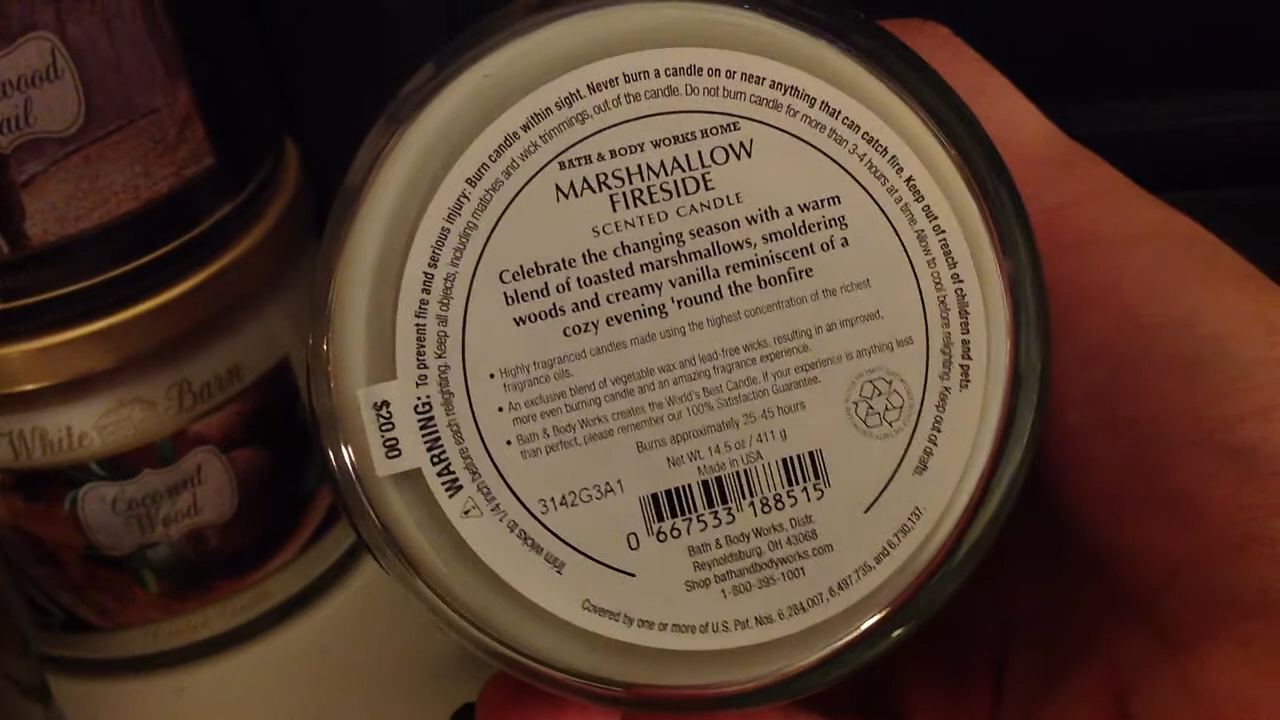 wood
ail
White Barn
Coconut
Wood
$20.00
WARNING: To prevent fire and serious injury: Burn candle within sight. Never burn a candle on or near anything that can catch fire. Keep out of reach of children and pets.
Trim wicks to 1/4 inch before each relighting. Keep all objects, including matches and wick trimmings, out of the candle. Do not burn candle for more than 3-4 hours at a time. Allow to cool before relighting. Keep out of drafts.
BATH & BODY WORKS HOME
MARSHMALLOW
FIRESIDE
SCENTED CANDLE
Celebrate the changing season with a warm
blend of toasted marshmallows, smoldering
woods and creamy vanilla reminiscent of a
cozy evening 'round the bonfire
• Highly fragranced candles made using the highest concentration of the richest
fragrance oils.
• An exclusive blend of vegetable wax and lead-free wicks, resulting in an improved,
more even burning candle and an amazing fragrance experience.
• Bath & Body Works creates the World's Best Candle. If your experience is anything less
than perfect, please remember our 100% Satisfaction Guarantee.
Burns approximately 25-45 hours
Net Wt. 14.5 oz / 411 g
Made in USA
3142G3A1
0 667533 188515
Bath & Body Works, Distr.
Reynoldsburg, OH 43068
Shop bathandbodyworks.com
1-800-395-1001
Covered by one or more of U.S. Pat. Nos. 6,284,007, 6,497,735, and 6,730,137.